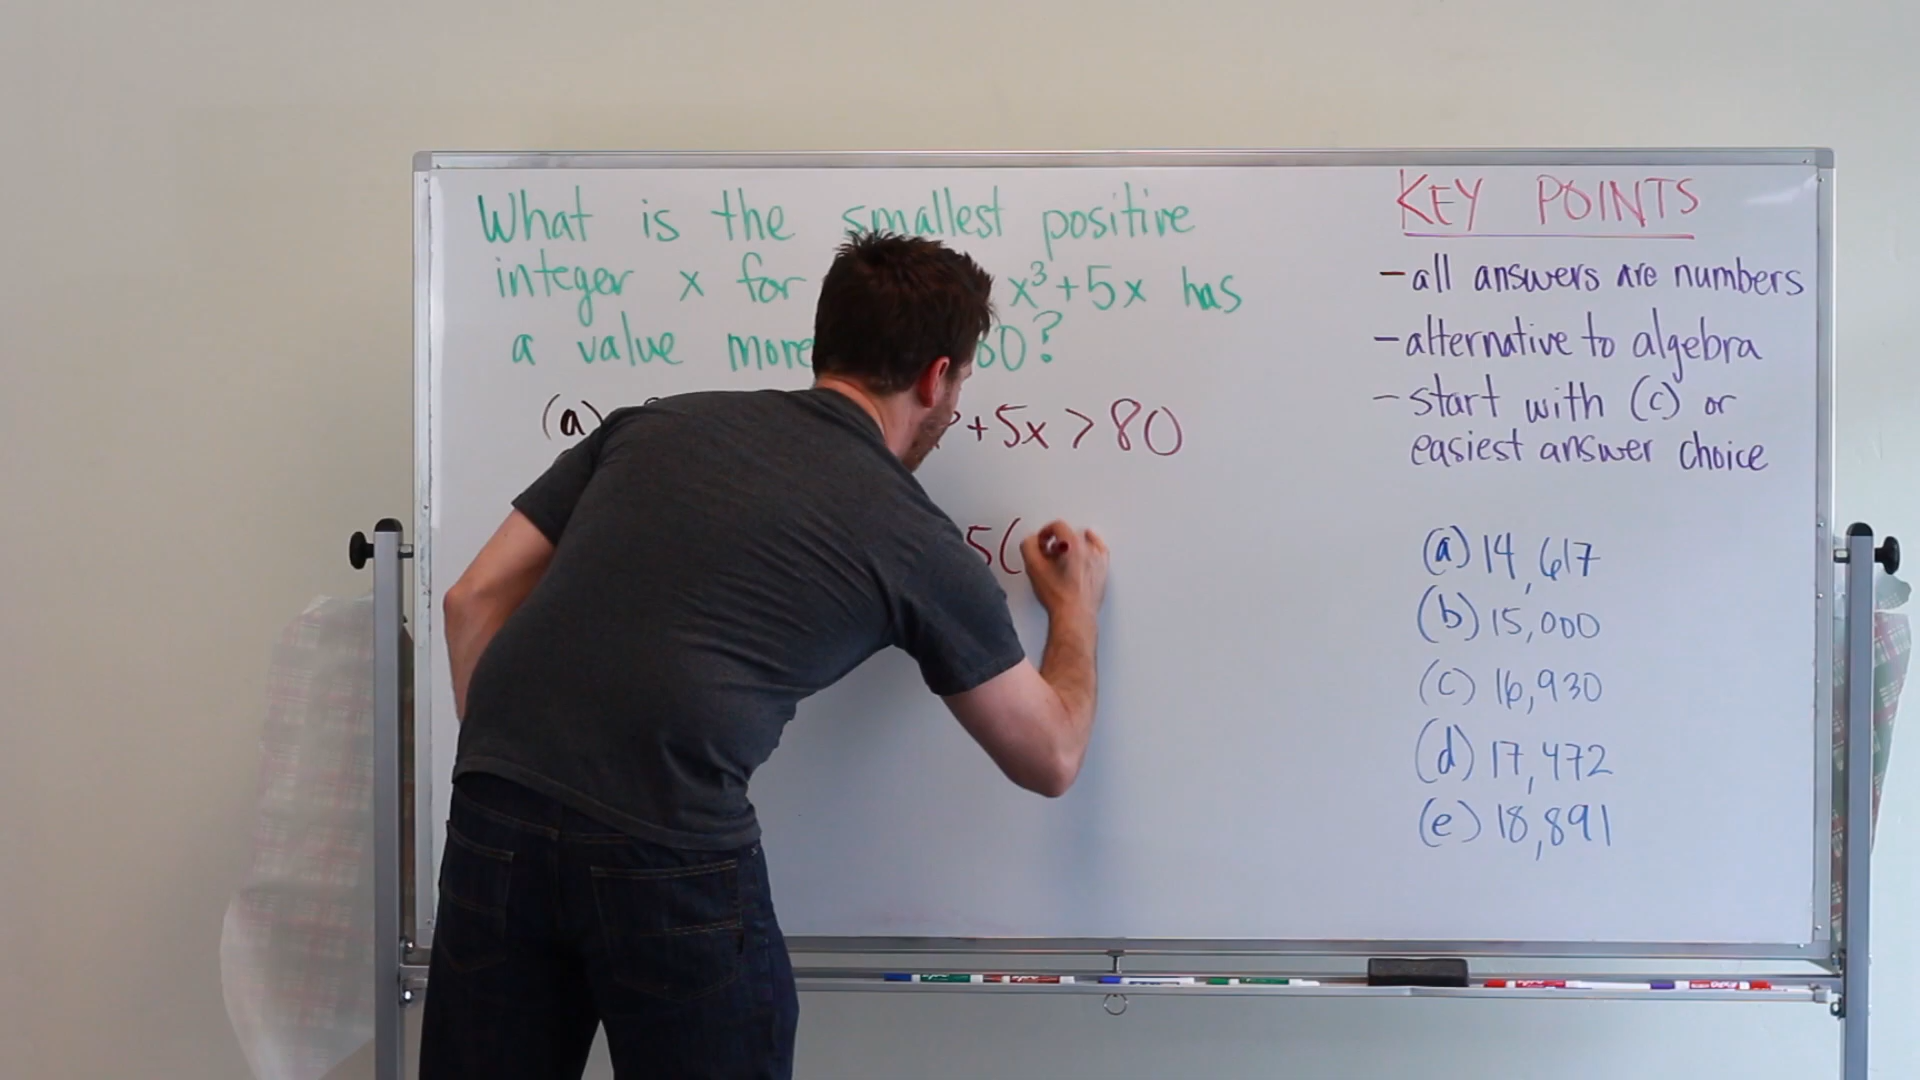 What is the smallest positive
integer x for x³+5x has
a value more 80?
(a) +5x > 80
5(
KEY POINTS
- all answers are numbers
- alternative to algebra
- start with (c) or
easiest answer choice
(a) 14,617
(b) 15,000
(c) 16,930
(d) 17,472
(e) 18,891